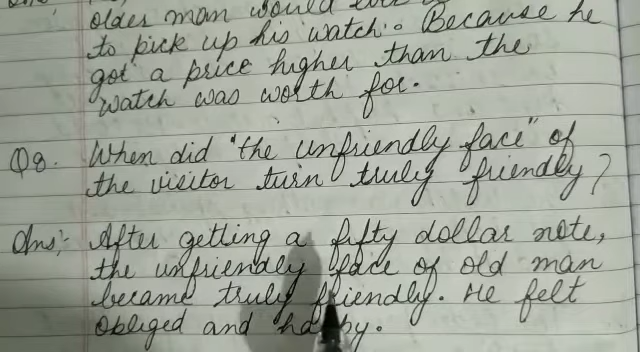 older man would
to pick up his watch. Because he
got a price higher than the
watch was worth for.
Q8. When did "the unfriendly face" of
the visitor turn truly friendly?
Ans:- After getting a fifty dollar note,
the unfriendly face of old man
became truly friendly. He felt
obliged and happy.